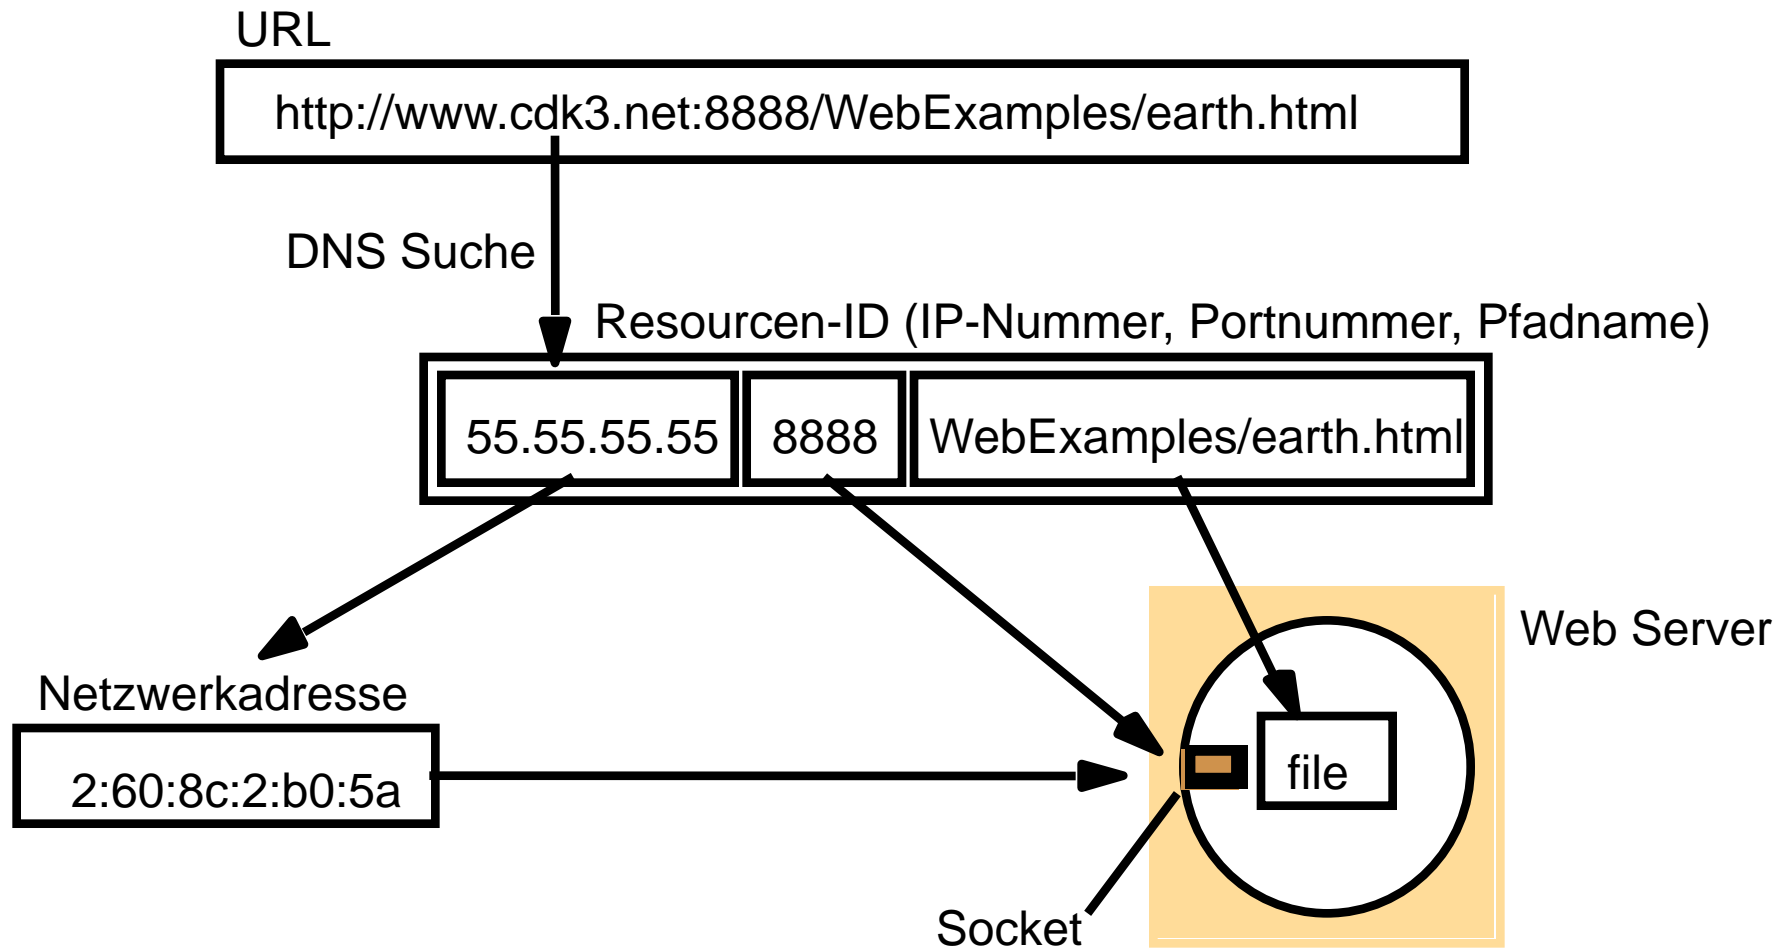 URL
http://www.cdk3.net:8888/WebExamples/earth.html
DNS Suche
Resourcen-ID (IP-Nummer, Portnummer, Pfadname)
55.55.55.55
8888
WebExamples/earth.html
Web Server
Netzwerkadresse
2:60:8c:2:b0:5a
file
Socket